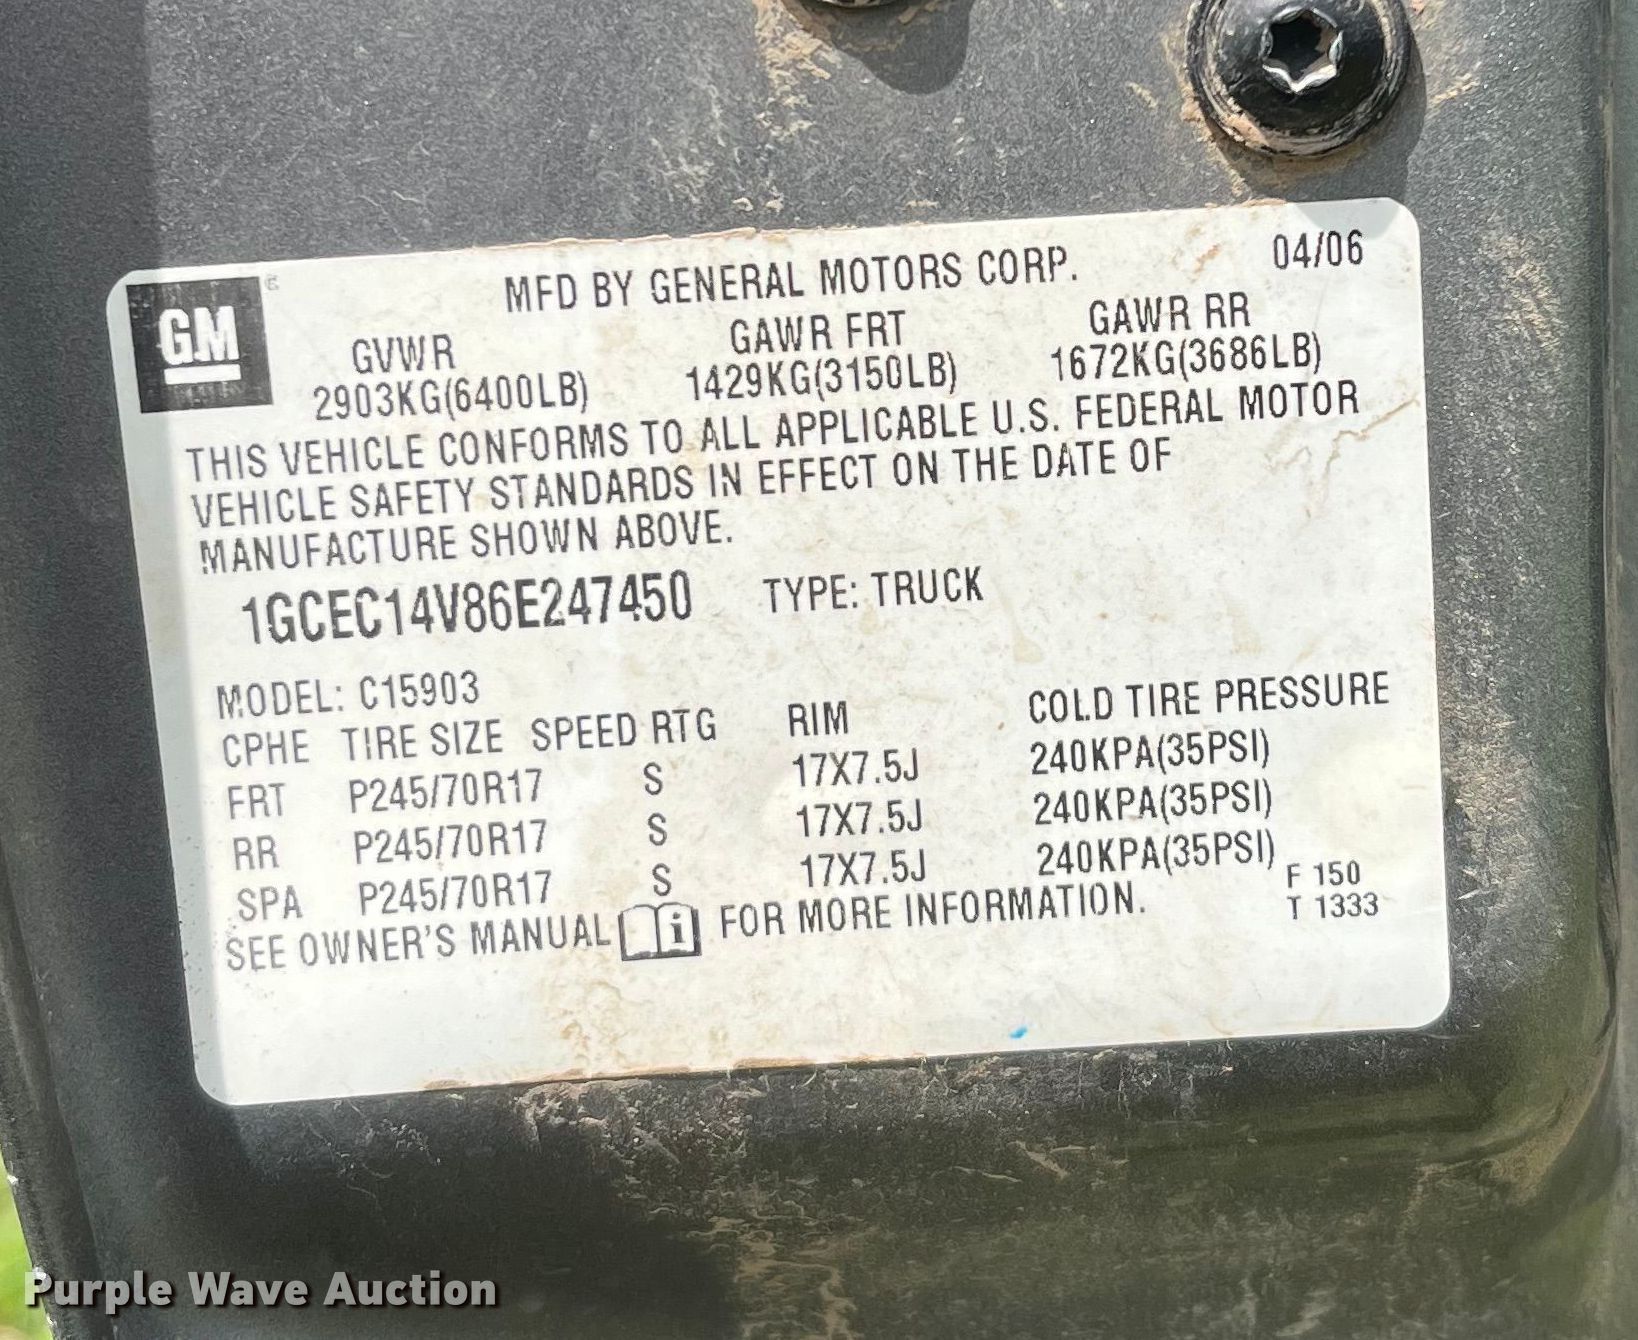 MFD BY GENERAL MOTORS CORP. 04/06
GM
GVWR GAWR FRT GAWR RR
2903KG(6400LB) 1429KG(3150LB) 1672KG(3686LB)
THIS VEHICLE CONFORMS TO ALL APPLICABLE U.S. FEDERAL MOTOR
VEHICLE SAFETY STANDARDS IN EFFECT ON THE DATE OF
MANUFACTURE SHOWN ABOVE.
1GCEC14V86E247450 TYPE: TRUCK
MODEL: C15903
CPHE TIRE SIZE SPEED RTG RIM COLD TIRE PRESSURE
FRT P245/70R17 S 17X7.5J 240KPA(35PSI)
RR P245/70R17 S 17X7.5J 240KPA(35PSI)
SPA P245/70R17 S 17X7.5J 240KPA(35PSI)
SEE OWNER'S MANUAL i FOR MORE INFORMATION.
F 150
T 1333
Purple Wave Auction